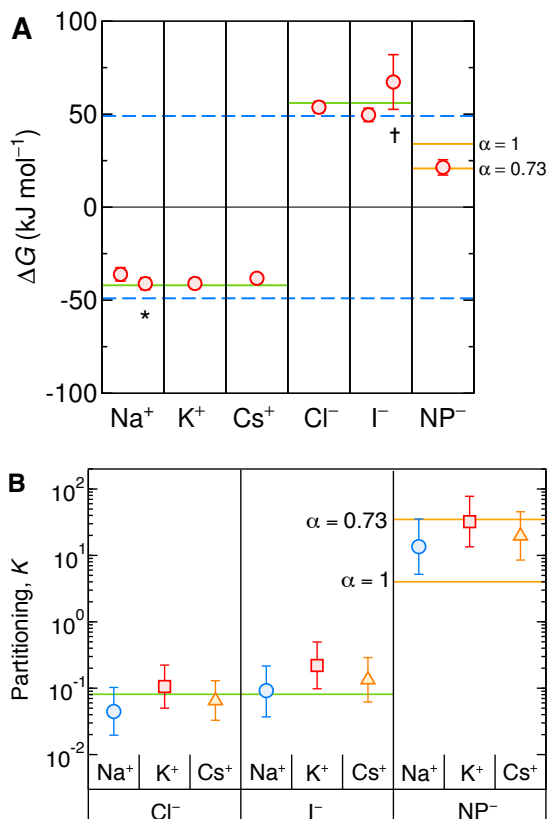 A
100
50
0
-50
-100
ΔG (kJ mol⁻¹)
†
*
α = 1
α = 0.73
Na⁺ K⁺ Cs⁺ Cl⁻ I⁻ NP⁻
B
10²
10¹
10⁰
10⁻¹
10⁻²
Partitioning, K
α = 0.73
α = 1
Na⁺ K⁺ Cs⁺ Na⁺ K⁺ Cs⁺ Na⁺ K⁺ Cs⁺
Cl⁻ I⁻ NP⁻